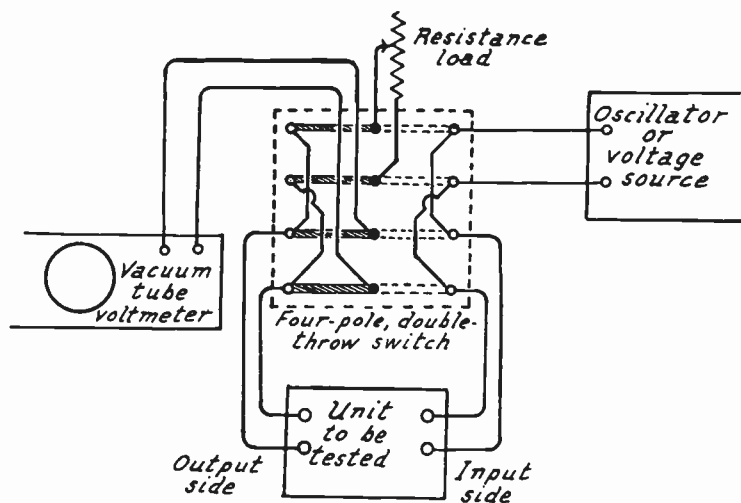 Resistance
load
Oscillator
or
voltage
source
Vacuum
tube
voltmeter
Four-pole, double-
throw switch
Unit
to be
tested
Output
side
Input
side